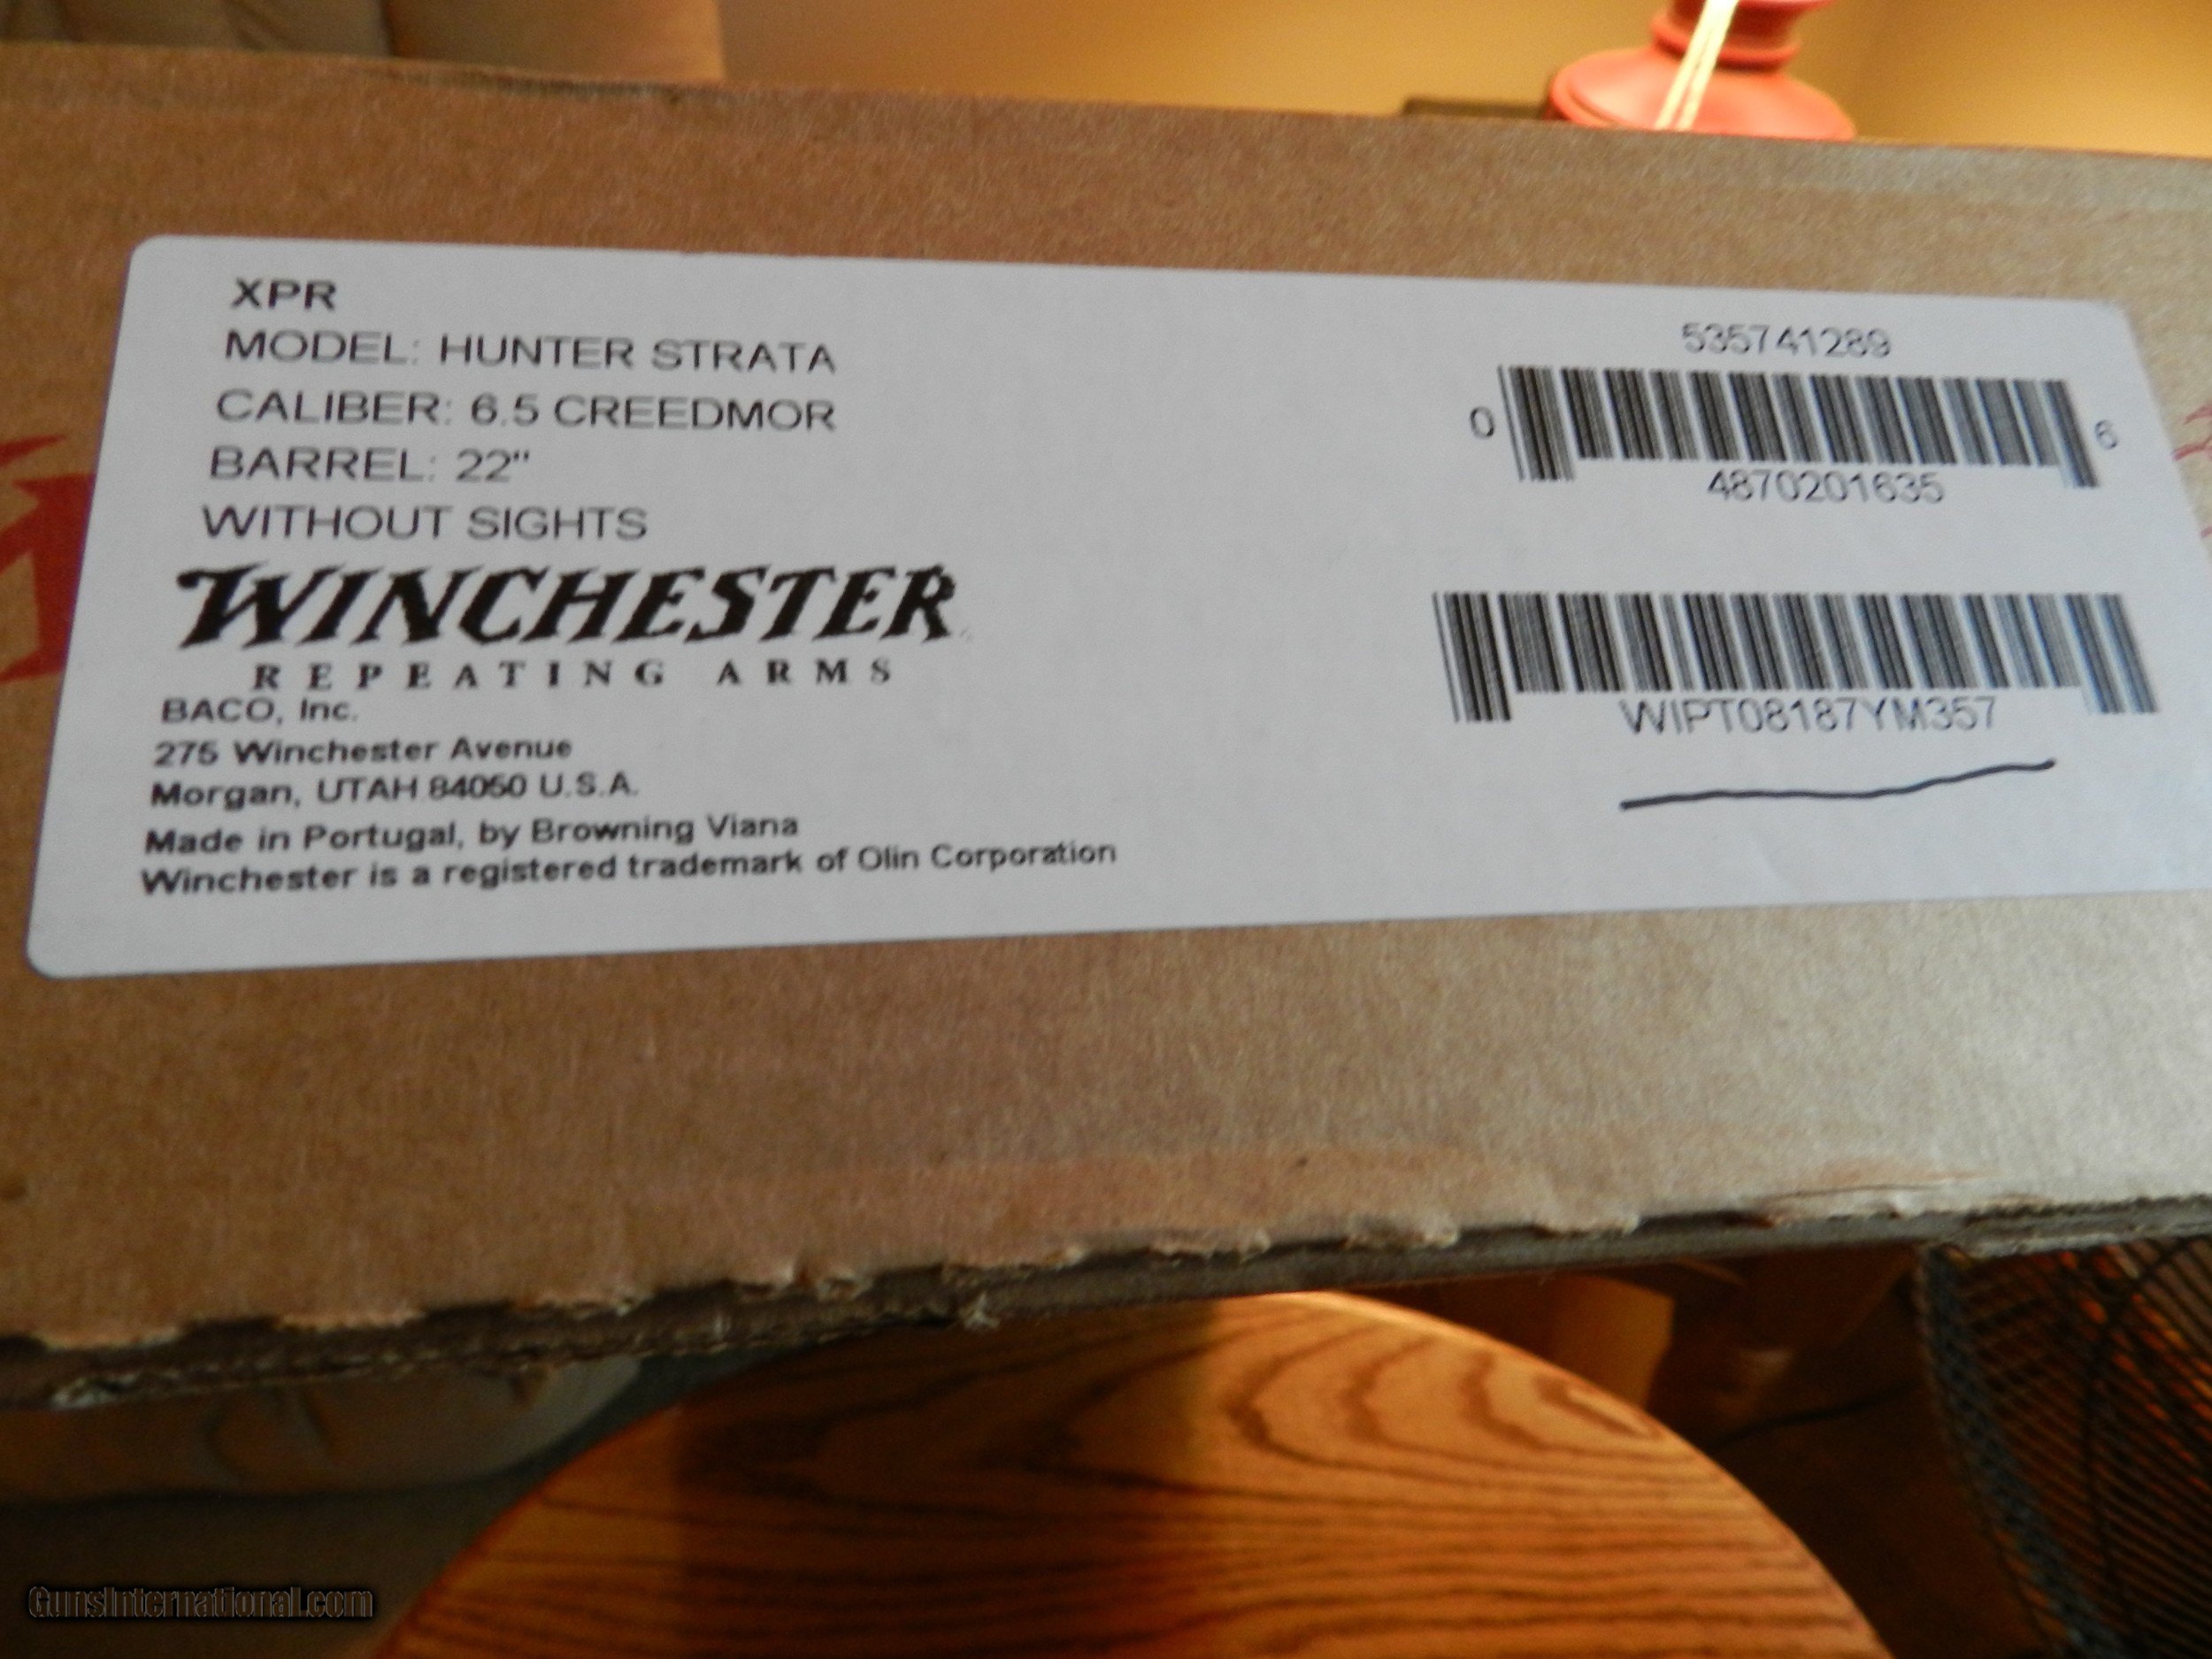 XPR
MODEL: HUNTER STRATA
CALIBER: 6.5 CREEDMOR
BARREL: 22"
WITHOUT SIGHTS
WINCHESTER
REPEATING ARMS
BACO, Inc.
275 Winchester Avenue
Morgan, UTAH 84050 U.S.A.
Made in Portugal, by Browning Viana
Winchester is a registered trademark of Olin Corporation
535741289
0 6
4870201635
WIPT08187YM357
GunsInternational.com